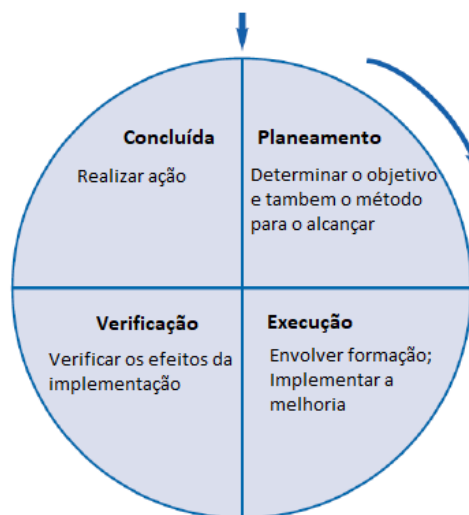 Concluída
Realizar ação
Planeamento
Determinar o objetivo
e tambem o método
para o alcançar
Verificação
Verificar os efeitos da
implementação
Execução
Envolver formação;
Implementar a
melhoria